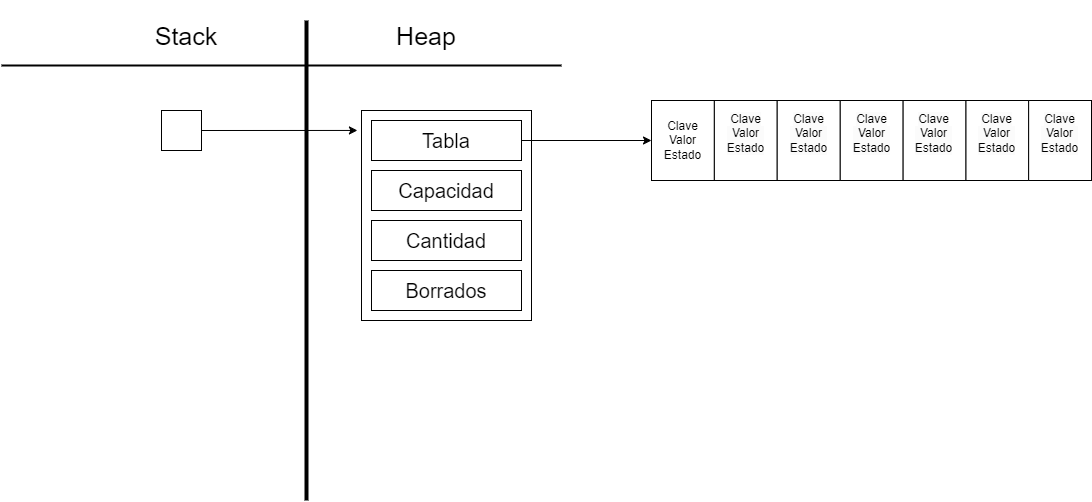 Stack
Heap
Tabla
Capacidad
Cantidad
Borrados
Clave
Valor
Estado
Clave
Valor
Estado
Clave
Valor
Estado
Clave
Valor
Estado
Clave
Valor
Estado
Clave
Valor
Estado
Clave
Valor
Estado